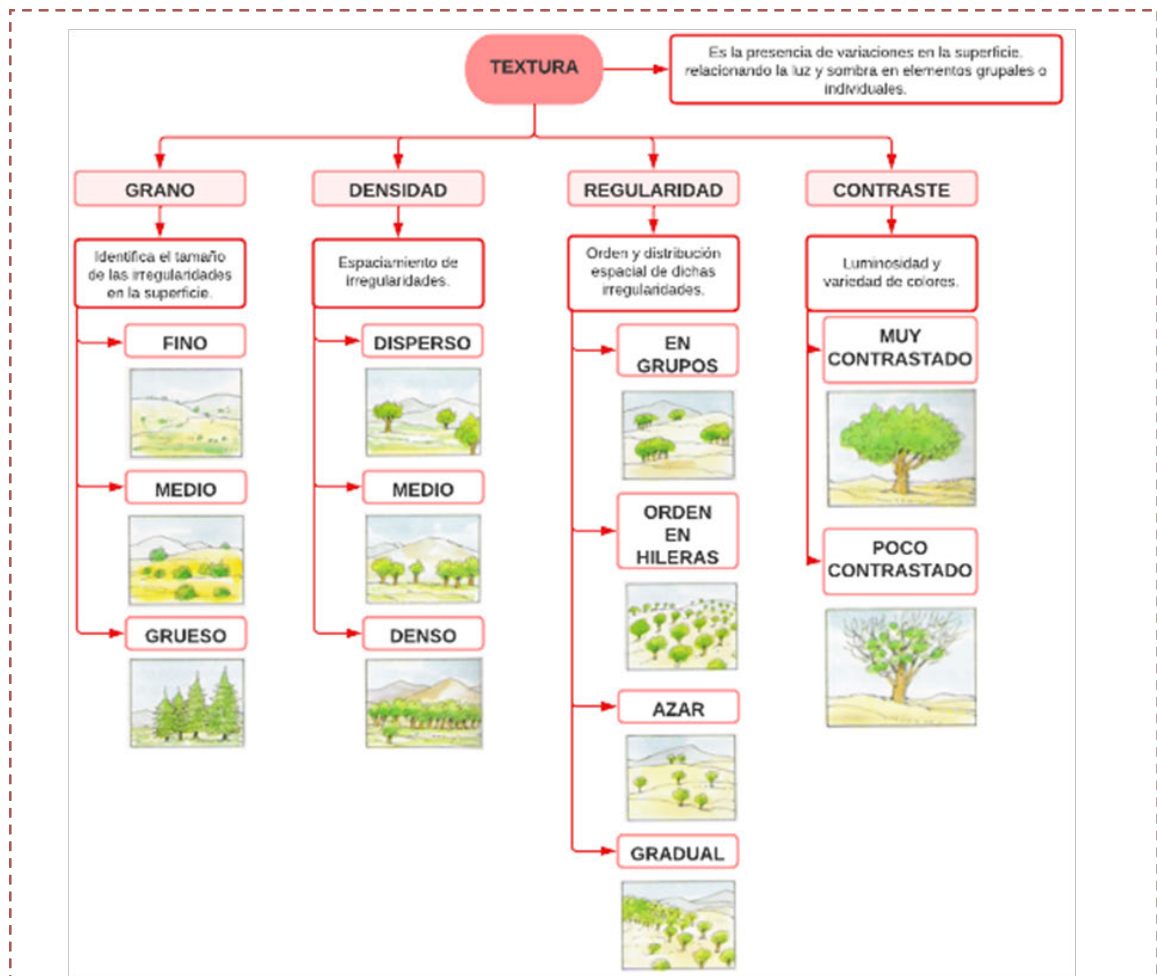 TEXTURA
Es la presencia de variaciones en la superficie,
relacionando la luz y sombra en elementos grupales o
individuales.
GRANO
Identifica el tamaño
de las irregularidades
en la superficie.
FINO
MEDIO
GRUESO
DENSIDAD
Espaciamiento de
irregularidades.
DISPERSO
MEDIO
DENSO
REGULARIDAD
Orden y distribución
espacial de dichas
irregularidades.
EN
GRUPOS
ORDEN
EN
HILERAS
AZAR
GRADUAL
CONTRASTE
Luminosidad y
variedad de colores.
MUY
CONTRASTADO
POCO
CONTRASTADO